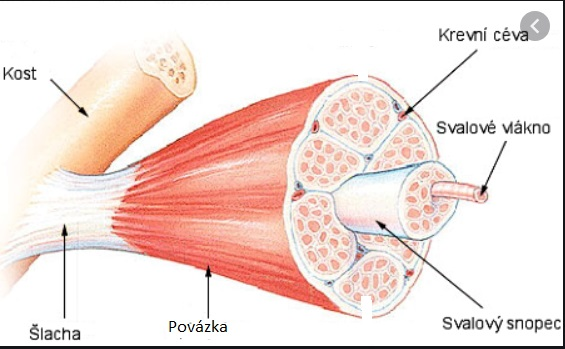 Krevní céva
Kost
Svalové vlákno
Svalový snopec
Povázka
Šlacha